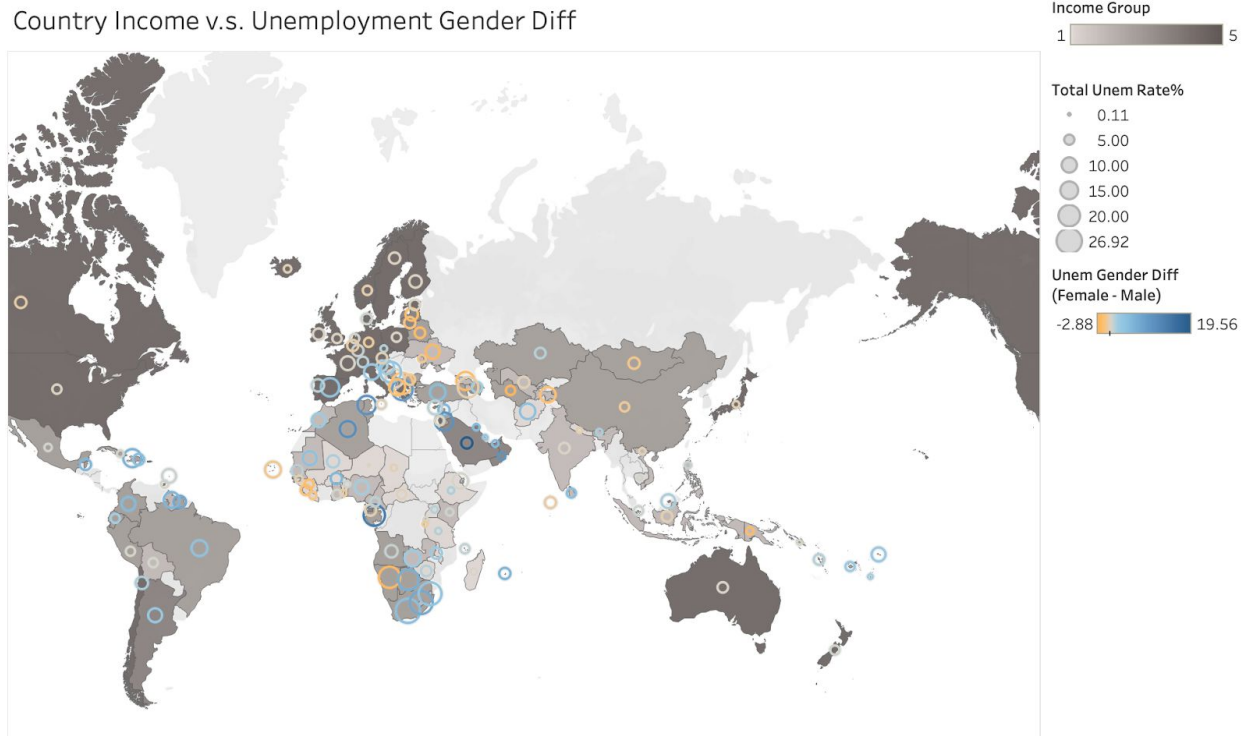 Country Income v.s. Unemployment Gender Diff
Income Group
1 5
Total Unem Rate%
0.11
5.00
10.00
15.00
20.00
26.92
Unem Gender Diff
(Female - Male)
-2.88 19.56